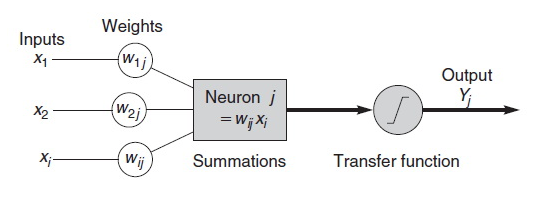 Weights
Inputs
x₁
w₁ⱼ
x₂
w₂ⱼ
xᵢ
wᵢⱼ
Neuron j
= wᵢⱼ xᵢ
Summations
Transfer function
Output
Yⱼ